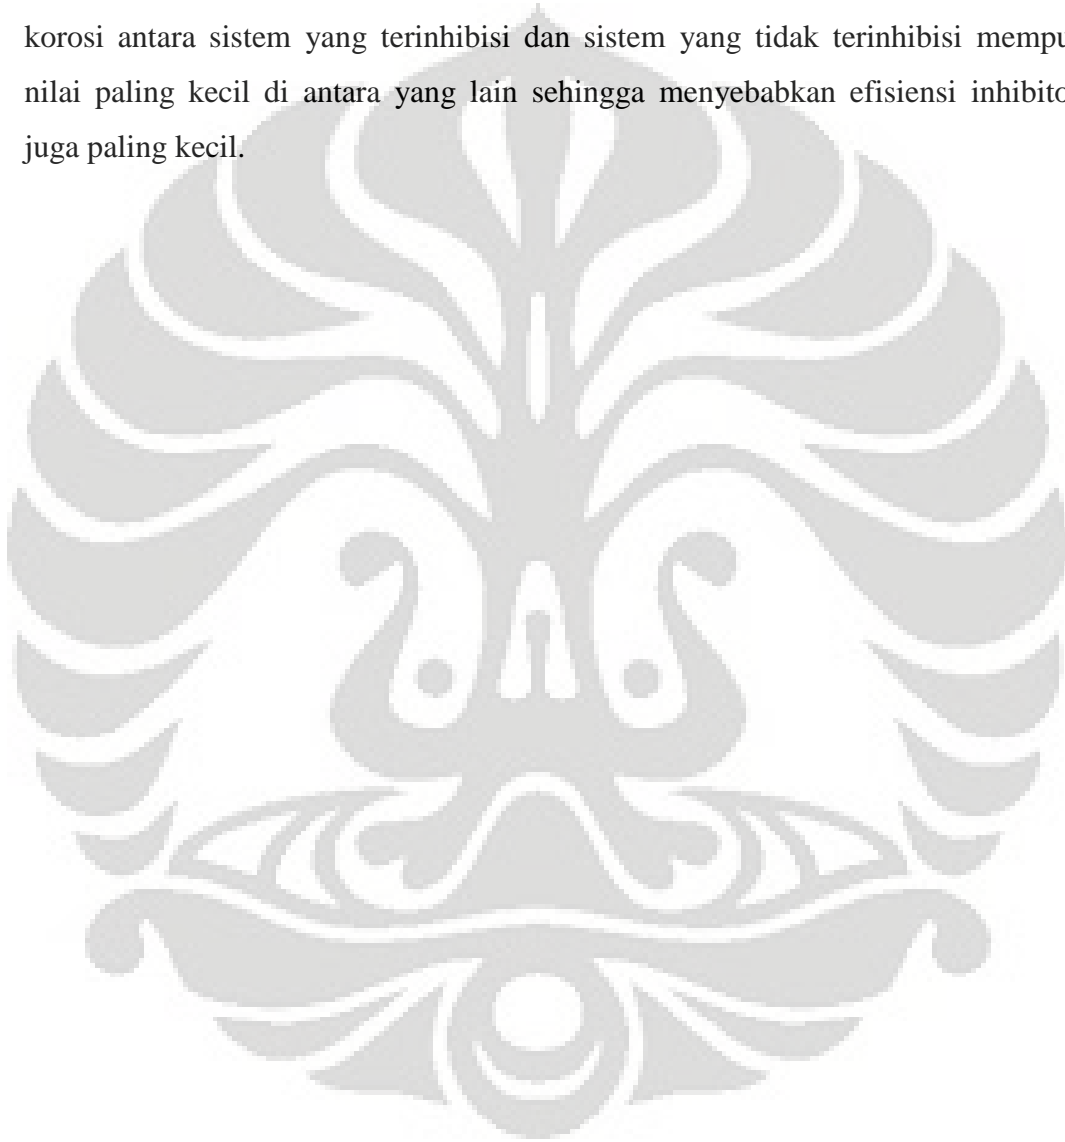 korosi antara sistem yang terinhibisi dan sistem yang tidak terinhibisi mempu
nilai paling kecil di antara yang lain sehingga menyebabkan efisiensi inhibito
juga paling kecil.